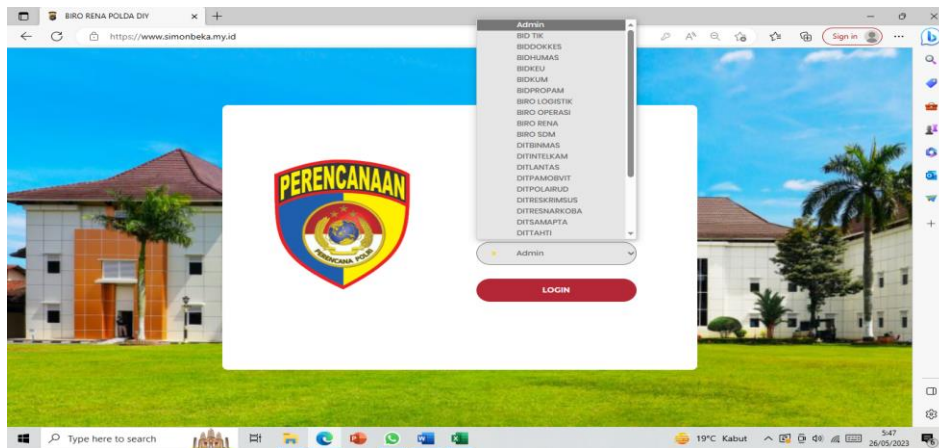 BIRO RENA POLDA DIY
https://www.simonbeka.my.id
Sign in
Admin
BID TIK
BIDDOKKES
BIDHUMAS
BIDKEU
BIDKUM
BIDPROPAM
BIRO LOGISTIK
BIRO OPERASI
BIRO RENA
BIRO SDM
DITBINMAS
DITINTELKAM
DITLANTAS
DITPAMOBVIT
DITPOLAIRUD
DITRESKRIMSUS
DITRESNARKOBA
DITSAMAPTA
DITTAHTI
PERENCANAAN
PERENCANA POLISI
Admin
LOGIN
Type here to search
19°C Kabut
5:47
26/05/2023